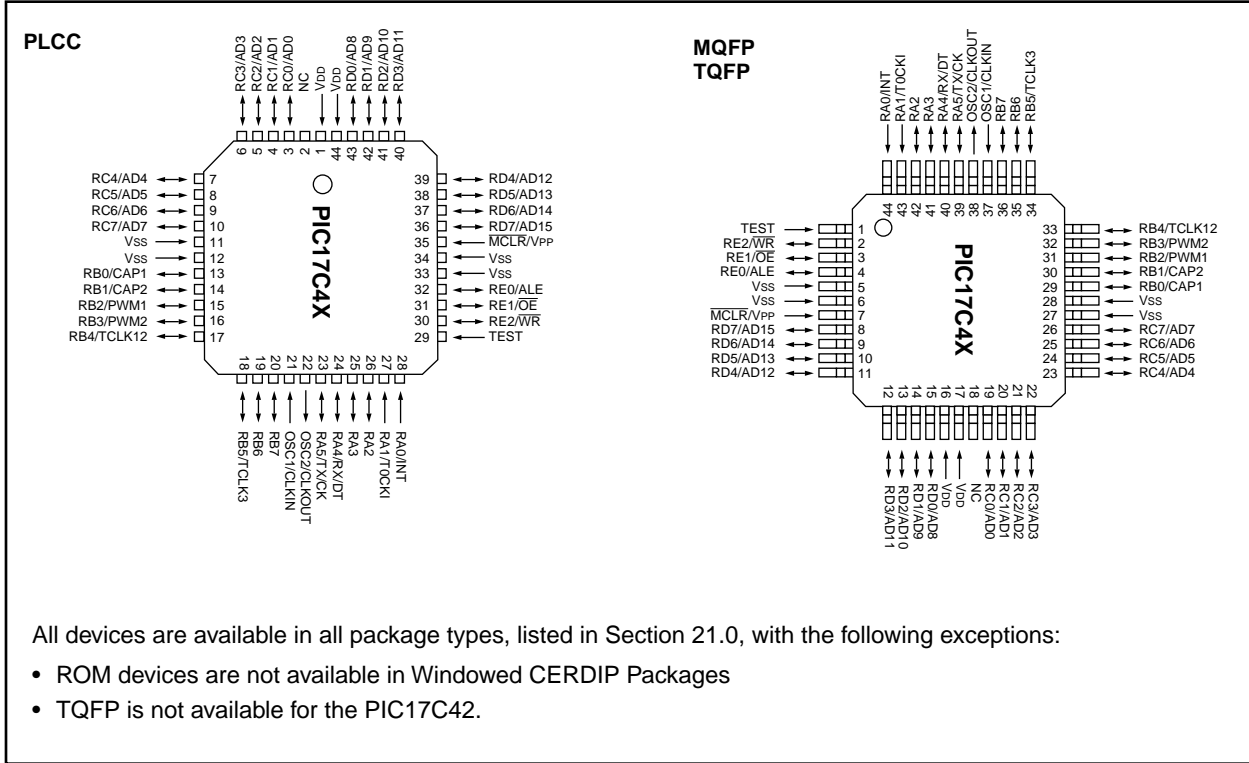 PLCC
RC3/AD3
RC2/AD2
RC1/AD1
RC0/AD0
NC
VDD
VDD
RD0/AD8
RD1/AD9
RD2/AD10
RD3/AD11
6
5
4
3
2
1
44
43
42
41
40
RC4/AD4 7
RC5/AD5 8
RC6/AD6 9
RC7/AD7 10
VSS 11
VSS 12
RB0/CAP1 13
RB1/CAP2 14
RB2/PWM1 15
RB3/PWM2 16
RB4/TCLK12 17
PIC17C4X
39 RD4/AD12
38 RD5/AD13
37 RD6/AD14
36 RD7/AD15
35 MCLR/VPP
34 VSS
33 VSS
32 RE0/ALE
31 RE1/OE
30 RE2/WR
29 TEST
18
19
20
21
22
23
24
25
26
27
28
RB5/TCLK3
RB6
RB7
OSC1/CLKIN
OSC2/CLKOUT
RA5/TX/CK
RA4/RX/DT
RA3
RA2
RA1/T0CKI
RA0/INT
MQFP
TQFP
RA0/INT
RA1/T0CKI
RA2
RA3
RA4/RX/DT
RA5/TX/CK
OSC2/CLKOUT
OSC1/CLKIN
RB7
RB6
RB5/TCLK3
44
43
42
41
40
39
38
37
36
35
34
TEST 1
RE2/WR 2
RE1/OE 3
RE0/ALE 4
VSS 5
VSS 6
MCLR/VPP 7
RD7/AD15 8
RD6/AD14 9
RD5/AD13 10
RD4/AD12 11
PIC17C4X
33 RB4/TCLK12
32 RB3/PWM2
31 RB2/PWM1
30 RB1/CAP2
29 RB0/CAP1
28 VSS
27 VSS
26 RC7/AD7
25 RC6/AD6
24 RC5/AD5
23 RC4/AD4
12
13
14
15
16
17
18
19
20
21
22
RD3/AD11
RD2/AD10
RD1/AD9
RD0/AD8
VDD
VDD
NC
RC0/AD0
RC1/AD1
RC2/AD2
RC3/AD3
All devices are available in all package types, listed in Section 21.0, with the following exceptions:
• ROM devices are not available in Windowed CERDIP Packages
• TQFP is not available for the PIC17C42.